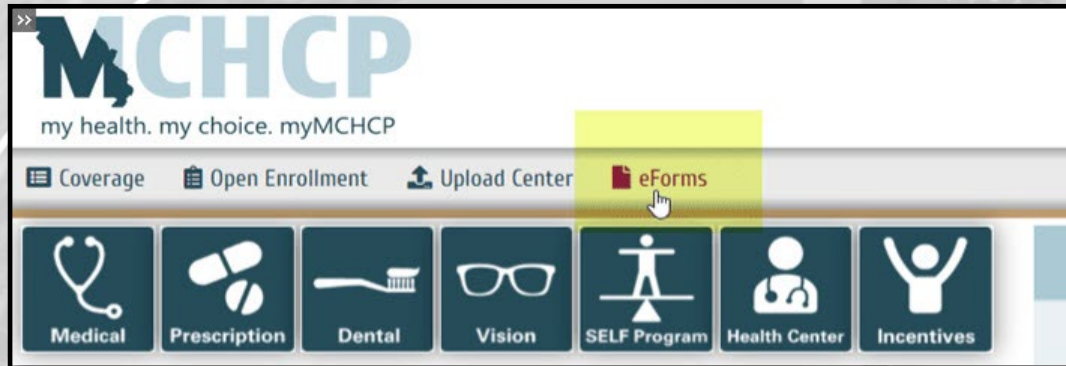 >>
MCHCP
my health. my choice. myMCHCP
Coverage Open Enrollment Upload Center eForms
Medical Prescription Dental Vision SELF Program Health Center Incentives